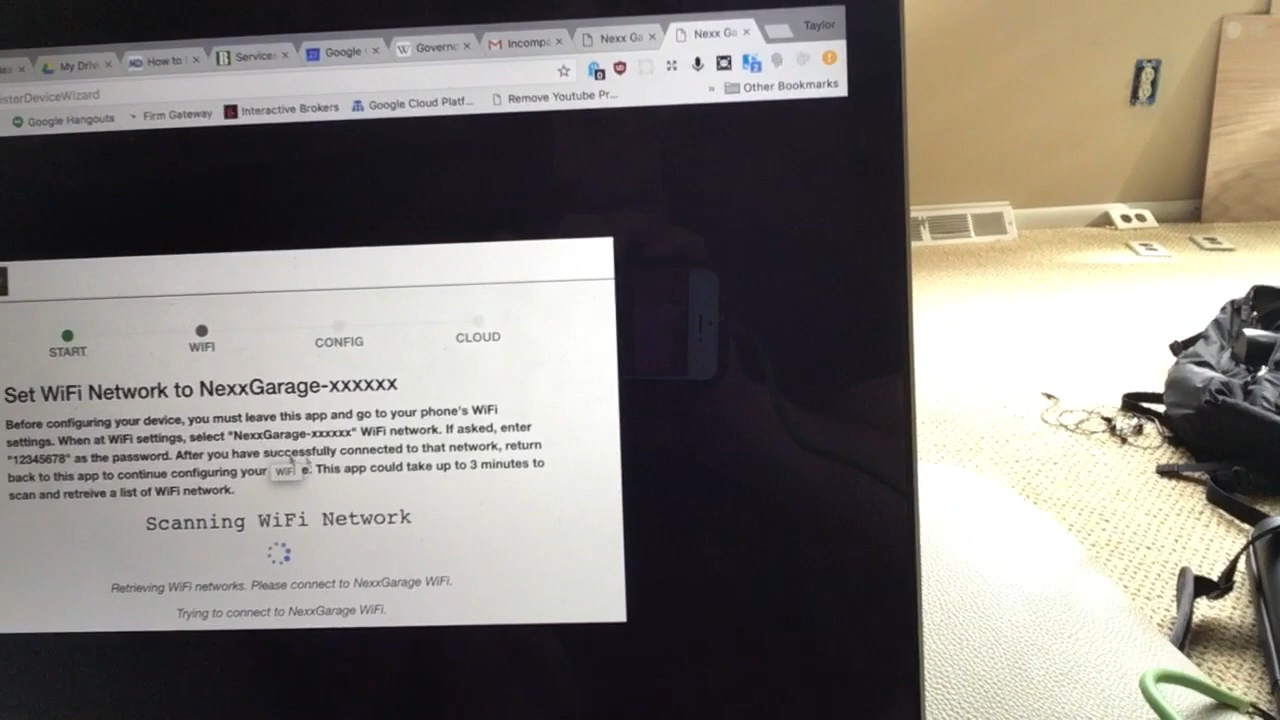 Taylor
My Driv
How to
Services
Google
Governo
Incompa
Nexx Ga
Nexx Ga
isterDeviceWizard
Google Hangouts
Firm Gateway
Interactive Brokers
Google Cloud Platf...
Remove Youtube Pr...
» Other Bookmarks
START
WIFI
CONFIG
CLOUD
Set WiFi Network to NexxGarage-xxxxxx
Before configuring your device, you must leave this app and go to your phone's WiFi
settings. When at WiFi settings, select "NexxGarage-xxxxxx" WiFi network. If asked, enter
"12345678" as the password. After you have successfully connected to that network, return
back to this app to continue configuring your WiFi e. This app could take up to 3 minutes to
scan and retreive a list of WiFi network.
Scanning WiFi Network
Retrieving WiFi networks. Please connect to NexxGarage WiFi.
Trying to connect to NexxGarage WiFi.